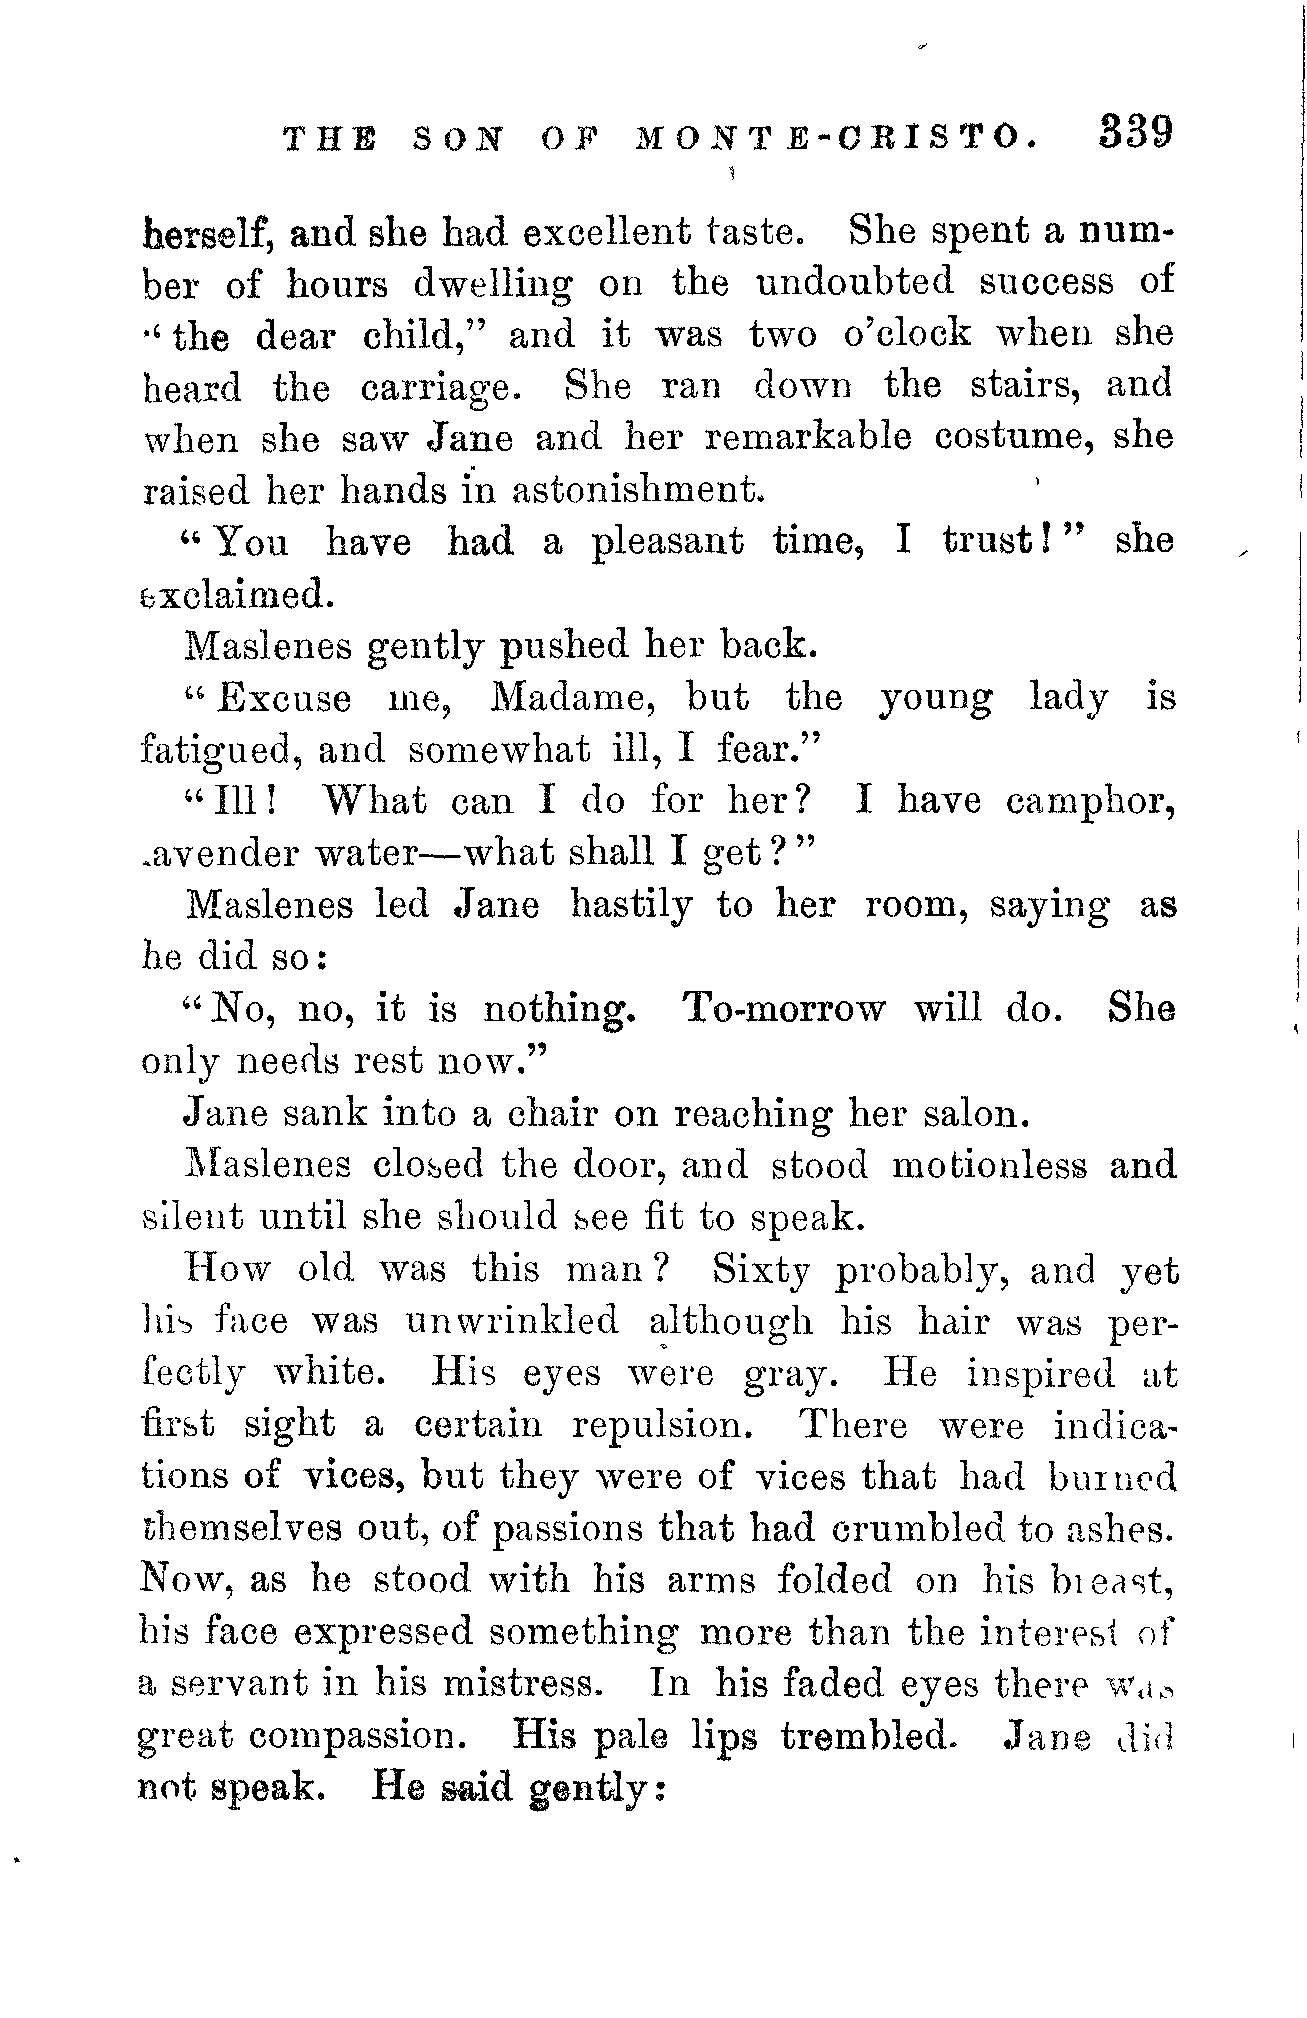 THE SON OF MONTE-CRISTO. 339
herself, and she had excellent taste. She spent a num-
ber of hours dwelling on the undoubted success of
"the dear child," and it was two o'clock when she
heard the carriage. She ran down the stairs, and
when she saw Jane and her remarkable costume, she
raised her hands in astonishment.
"You have had a pleasant time, I trust!" she
exclaimed.
Maslenes gently pushed her back.
"Excuse me, Madame, but the young lady is
fatigued, and somewhat ill, I fear."
"Ill! What can I do for her? I have camphor,
lavender water—what shall I get?"
Maslenes led Jane hastily to her room, saying as
he did so:
"No, no, it is nothing. To-morrow will do. She
only needs rest now."
Jane sank into a chair on reaching her salon.
Maslenes closed the door, and stood motionless and
silent until she should see fit to speak.
How old was this man? Sixty probably, and yet
his face was unwrinkled although his hair was per-
fectly white. His eyes were gray. He inspired at
first sight a certain repulsion. There were indica-
tions of vices, but they were of vices that had burned
themselves out, of passions that had crumbled to ashes.
Now, as he stood with his arms folded on his breast,
his face expressed something more than the interest of
a servant in his mistress. In his faded eyes there was
great compassion. His pale lips trembled. Jane did
not speak. He said gently: